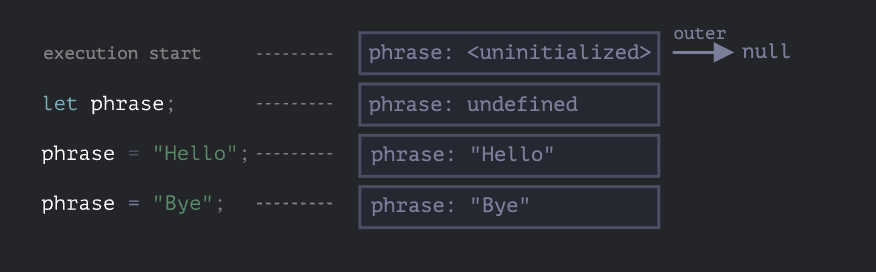 outer
execution start --------- phrase: <uninitialized> null
let phrase; --------- phrase: undefined
phrase = "Hello"; --------- phrase: "Hello"
phrase = "Bye"; --------- phrase: "Bye"